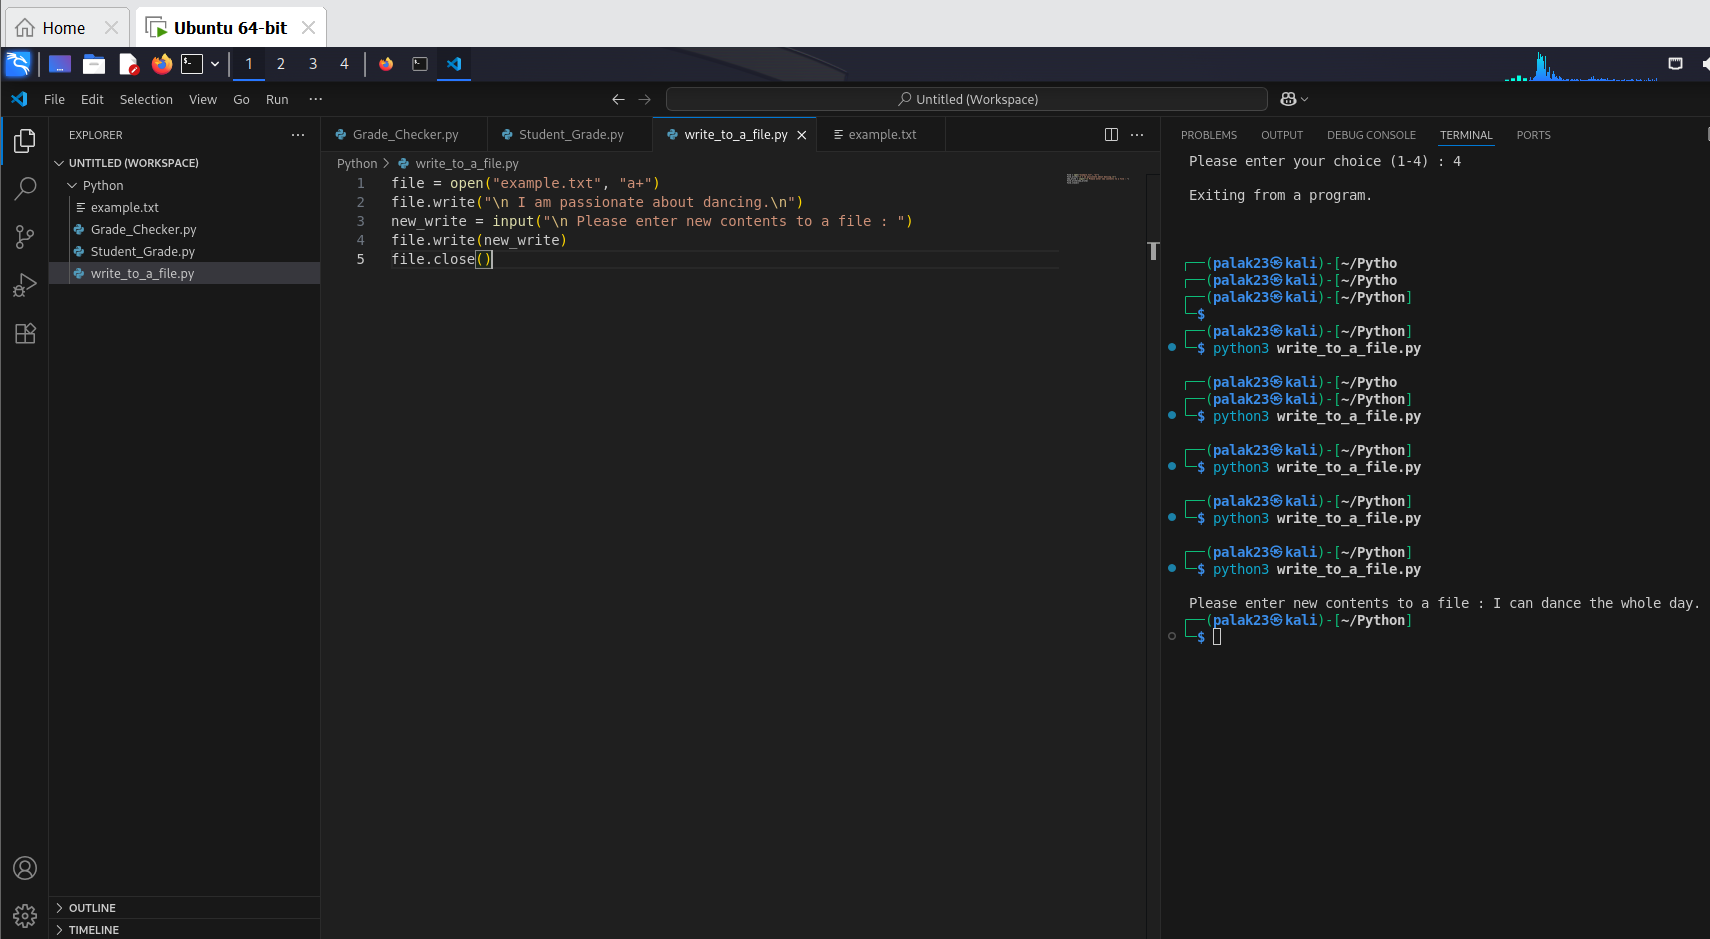 Home
Ubuntu 64-bit
1 2 3 4
File Edit Selection View Go Run ···
Untitled (Workspace)
EXPLORER ···
UNTITLED (WORKSPACE)
Python
example.txt
Grade_Checker.py
Student_Grade.py
write_to_a_file.py
OUTLINE
TIMELINE
Grade_Checker.py
Student_Grade.py
write_to_a_file.py
example.txt
Python > write_to_a_file.py
1 file = open("example.txt", "a+")
2 file.write("\n I am passionate about dancing.\n")
3 new_write = input("\n Please enter new contents to a file : ")
4 file.write(new_write)
5 file.close()
PROBLEMS OUTPUT DEBUG CONSOLE TERMINAL PORTS
Please enter your choice (1-4) : 4
Exiting from a program.
┌──(palak23㉿kali)-[~/Pytho
┌──(palak23㉿kali)-[~/Pytho
┌──(palak23㉿kali)-[~/Python]
└─$
┌──(palak23㉿kali)-[~/Python]
└─$ python3 write_to_a_file.py
┌──(palak23㉿kali)-[~/Pytho
┌──(palak23㉿kali)-[~/Python]
└─$ python3 write_to_a_file.py
┌──(palak23㉿kali)-[~/Python]
└─$ python3 write_to_a_file.py
┌──(palak23㉿kali)-[~/Python]
└─$ python3 write_to_a_file.py
┌──(palak23㉿kali)-[~/Python]
└─$ python3 write_to_a_file.py
Please enter new contents to a file : I can dance the whole day.
┌──(palak23㉿kali)-[~/Python]
└─$